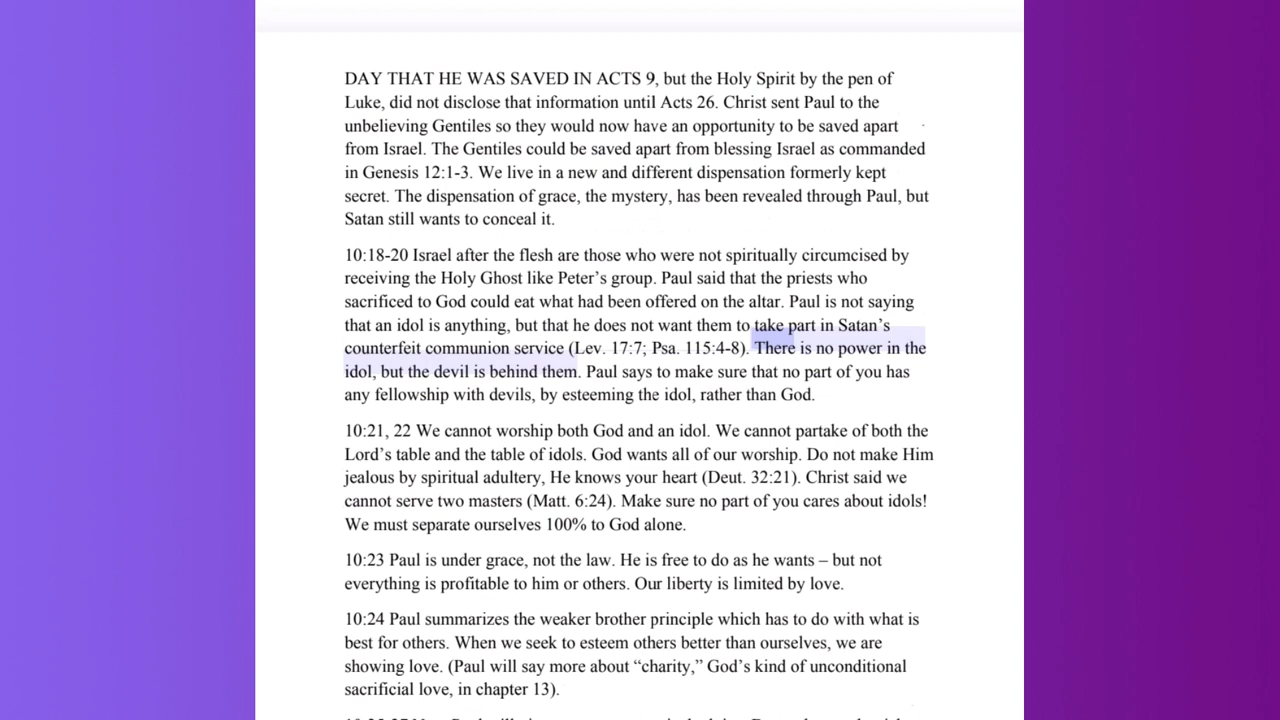 DAY THAT HE WAS SAVED IN ACTS 9, but the Holy Spirit by the pen of
Luke, did not disclose that information until Acts 26. Christ sent Paul to the
unbelieving Gentiles so they would now have an opportunity to be saved apart
from Israel. The Gentiles could be saved apart from blessing Israel as commanded
in Genesis 12:1-3. We live in a new and different dispensation formerly kept
secret. The dispensation of grace, the mystery, has been revealed through Paul, but
Satan still wants to conceal it.
10:18-20 Israel after the flesh are those who were not spiritually circumcised by
receiving the Holy Ghost like Peter’s group. Paul said that the priests who
sacrificed to God could eat what had been offered on the altar. Paul is not saying
that an idol is anything, but that he does not want them to take part in Satan’s
counterfeit communion service (Lev. 17:7; Psa. 115:4-8). There is no power in the
idol, but the devil is behind them. Paul says to make sure that no part of you has
any fellowship with devils, by esteeming the idol, rather than God.
10:21, 22 We cannot worship both God and an idol. We cannot partake of both the
Lord’s table and the table of idols. God wants all of our worship. Do not make Him
jealous by spiritual adultery, He knows your heart (Deut. 32:21). Christ said we
cannot serve two masters (Matt. 6:24). Make sure no part of you cares about idols!
We must separate ourselves 100% to God alone.
10:23 Paul is under grace, not the law. He is free to do as he wants – but not
everything is profitable to him or others. Our liberty is limited by love.
10:24 Paul summarizes the weaker brother principle which has to do with what is
best for others. When we seek to esteem others better than ourselves, we are
showing love. (Paul will say more about “charity,” God’s kind of unconditional
sacrificial love, in chapter 13).